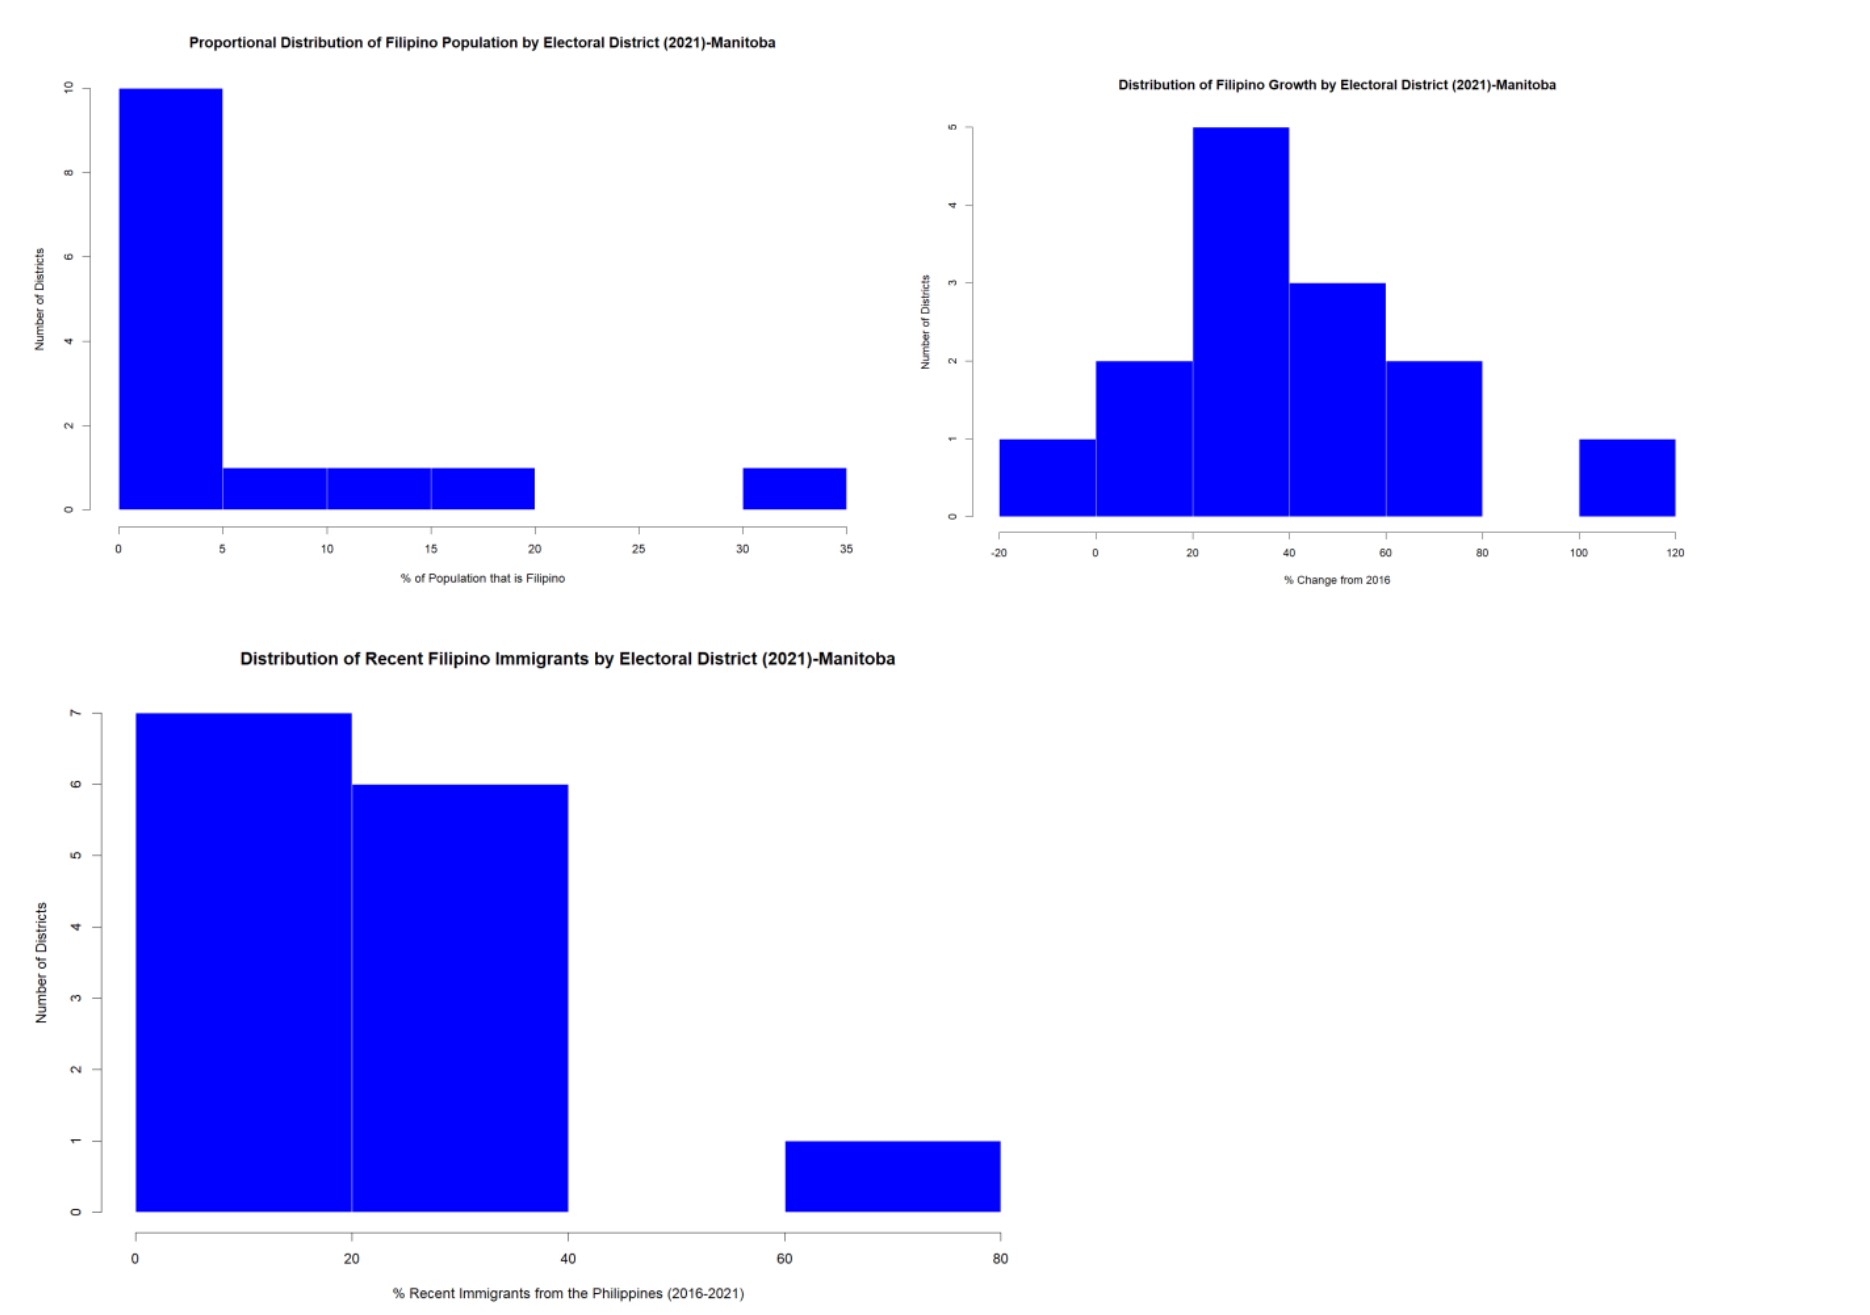 Proportional Distribution of Filipino Population by Electoral District (2021)-Manitoba
Number of Districts
10
8
6
4
2
0
0 5 10 15 20 25 30 35
% of Population that is Filipino
Distribution of Filipino Growth by Electoral District (2021)-Manitoba
Number of Districts
5
4
3
2
1
0
-20 0 20 40 60 80 100 120
% Change from 2016
Distribution of Recent Filipino Immigrants by Electoral District (2021)-Manitoba
Number of Districts
7
6
5
4
3
2
1
0
0 20 40 60 80
% Recent Immigrants from the Philippines (2016-2021)